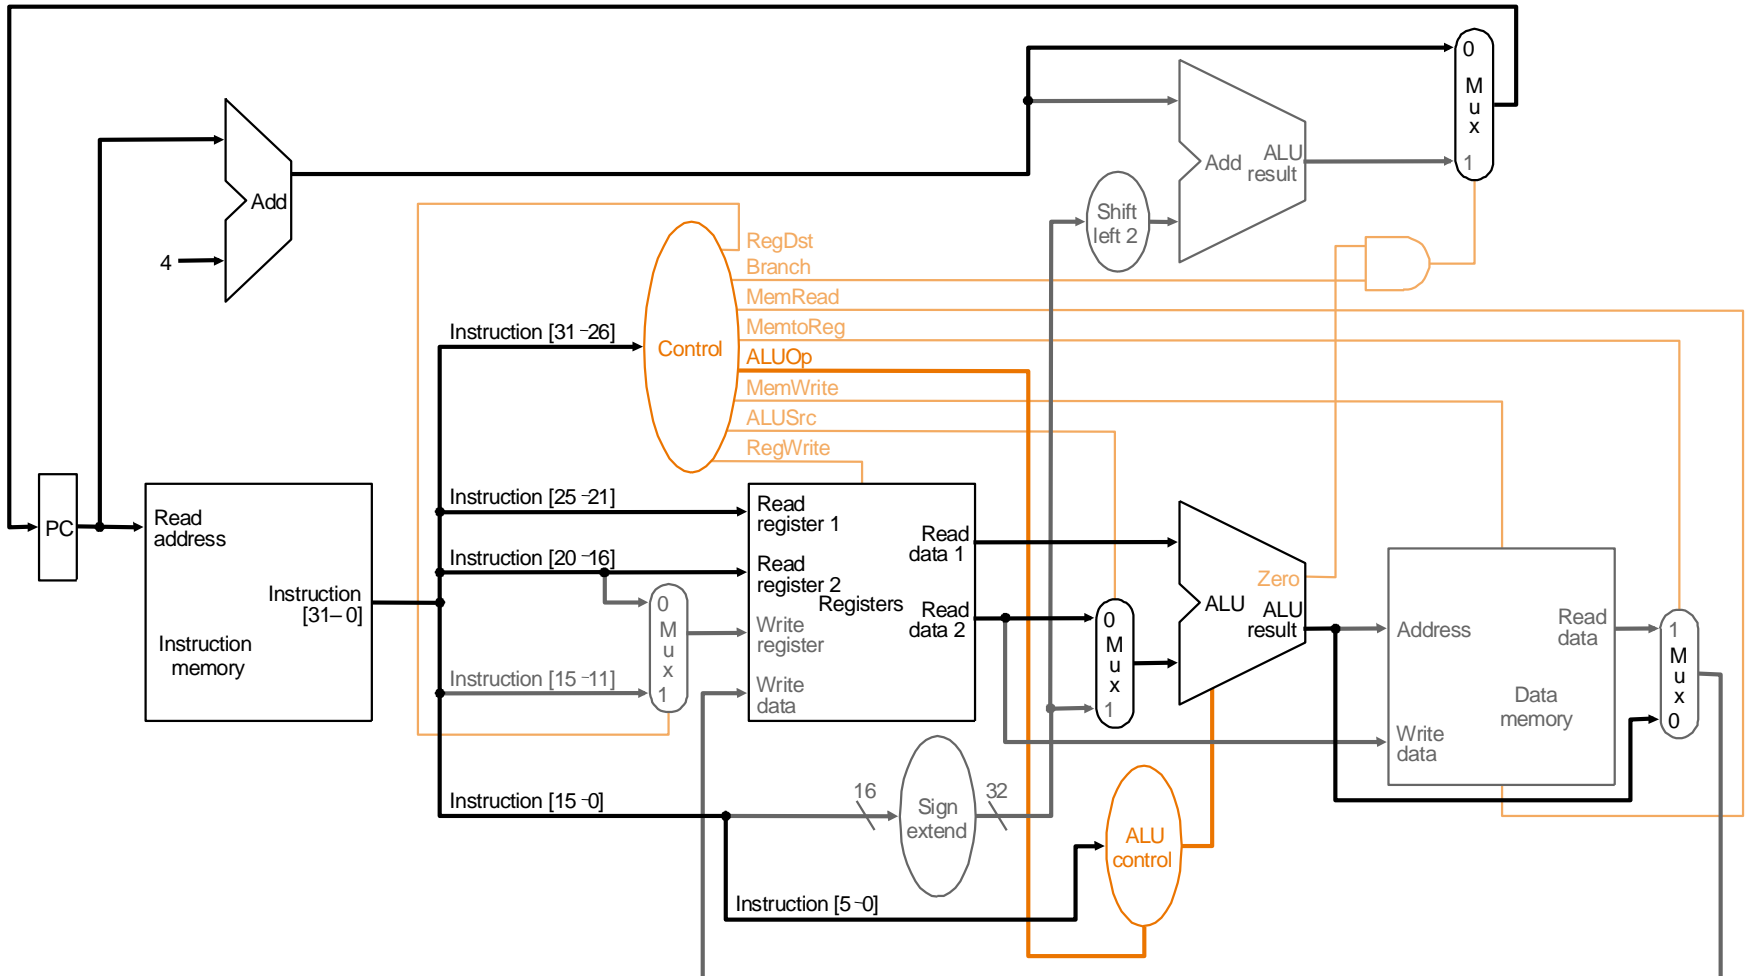 0
M
u
x
1
Add
ALU
result
Add
4
Shift
left 2
RegDst
Branch
MemRead
MemtoReg
ALUOp
MemWrite
ALUSrc
RegWrite
Control
Instruction [31–26]
Instruction [25–21]
Instruction [20–16]
Instruction [15–11]
Instruction [15–0]
Instruction [5–0]
PC
Read
address
Instruction
[31–0]
Instruction
memory
0
M
u
x
1
Read
register 1
Read
register 2
Registers
Write
register
Write
data
Read
data 1
Read
data 2
0
M
u
x
1
Zero
ALU
ALU
result
Address
Read
data
Data
memory
Write
data
1
M
u
x
0
16
Sign
extend
32
ALU
control